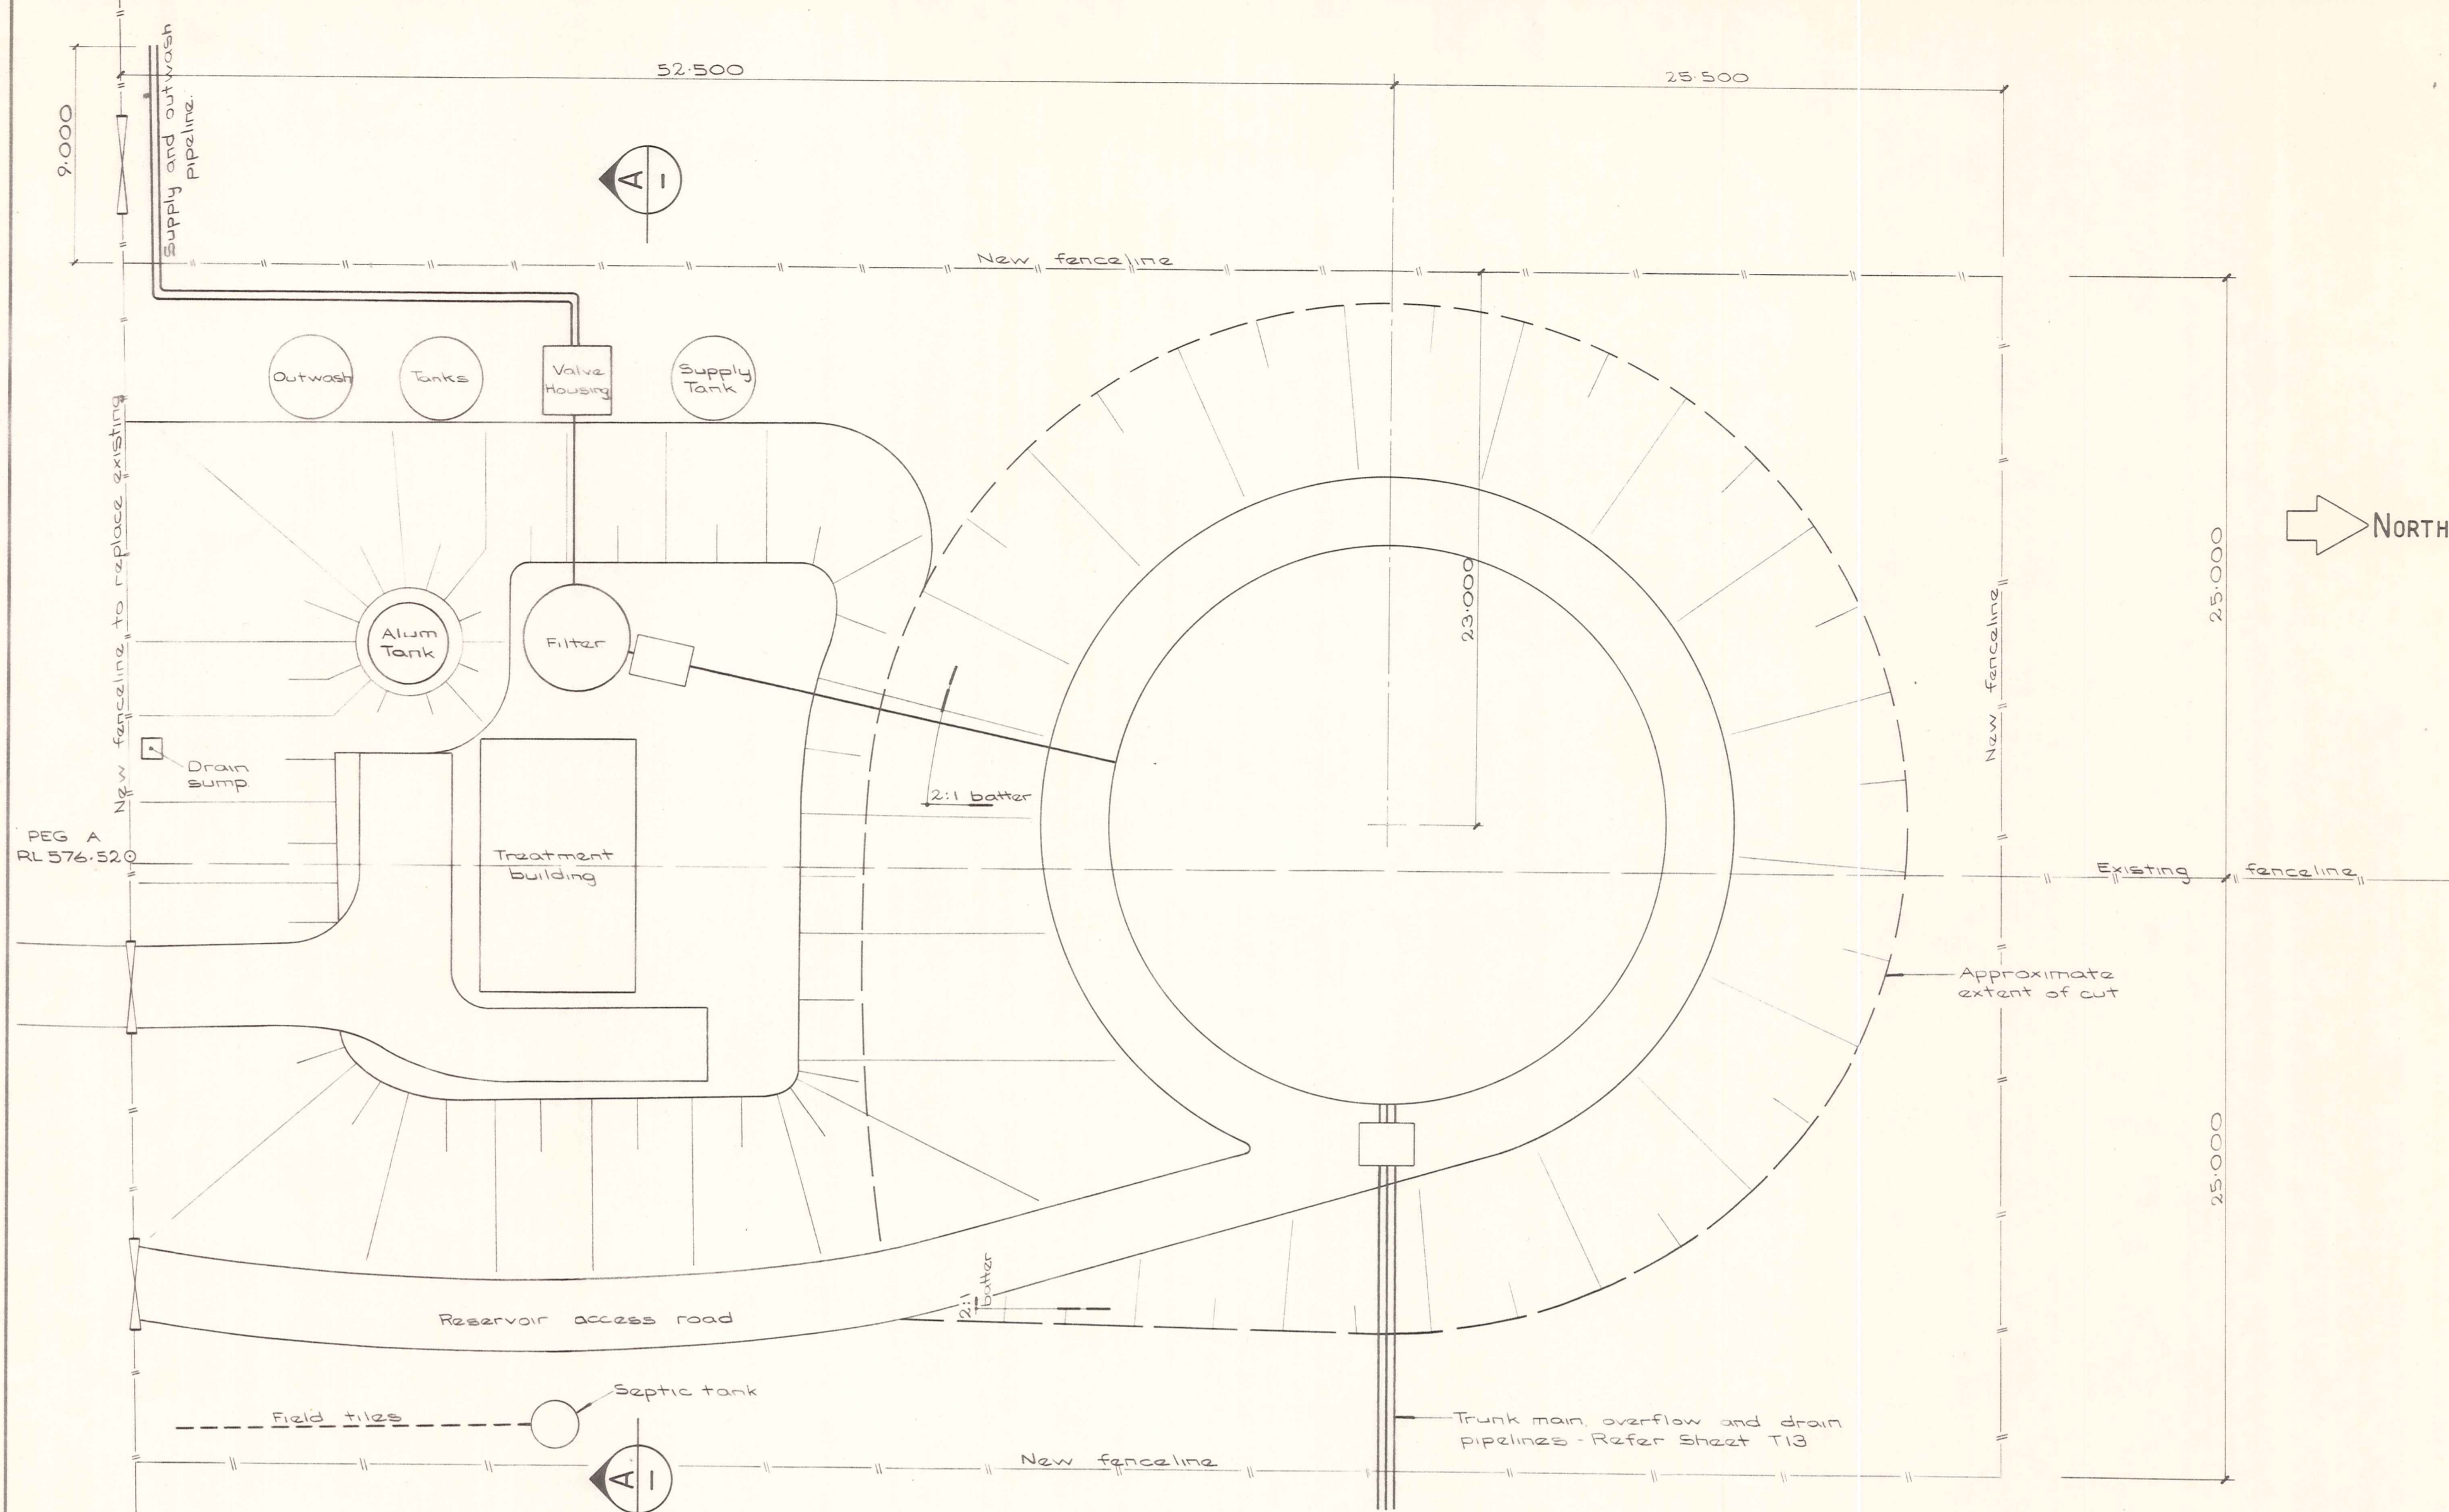 52·500
25·500
9·000
Supply and outwash
pipeline.
A
–
New fenceline
Outwash
Tanks
Valve
Housing
Supply
Tank
New fenceline, to replace existing
NORTH
25·000
23·000
Alum
Tank
Filter
New fenceline
Drain
sump.
2:1 batter
PEG A
RL 576·520
Treatment
building
Existing fenceline
Approximate
extent of cut
25·000
2:1
batter
Reservoir access road
Septic tank
Field tiles
Trunk main, overflow and drain
pipelines - Refer Sheet T13
New fenceline
A
–